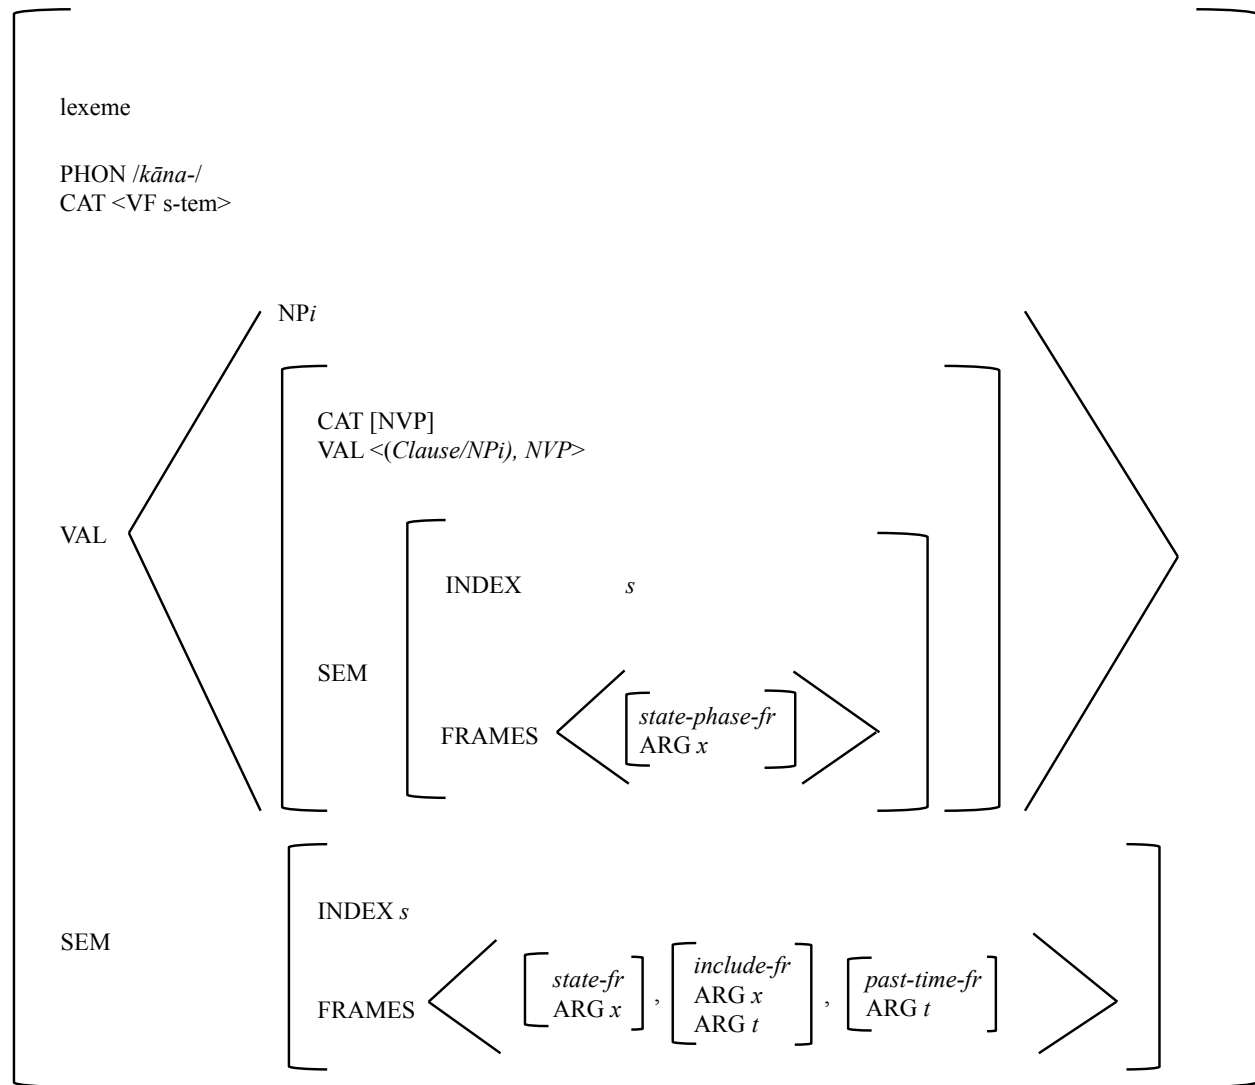 lexeme
PHON /kāna-/
CAT <VF s-tem>
NPi
CAT [NVP]
VAL <(Clause/NPi), NVP>
VAL
INDEX s
SEM
state-phase-fr
FRAMES
ARG x
INDEX s
SEM
FRAMES
state-fr
ARG x
,
include-fr
ARG x
ARG t
,
past-time-fr
ARG t